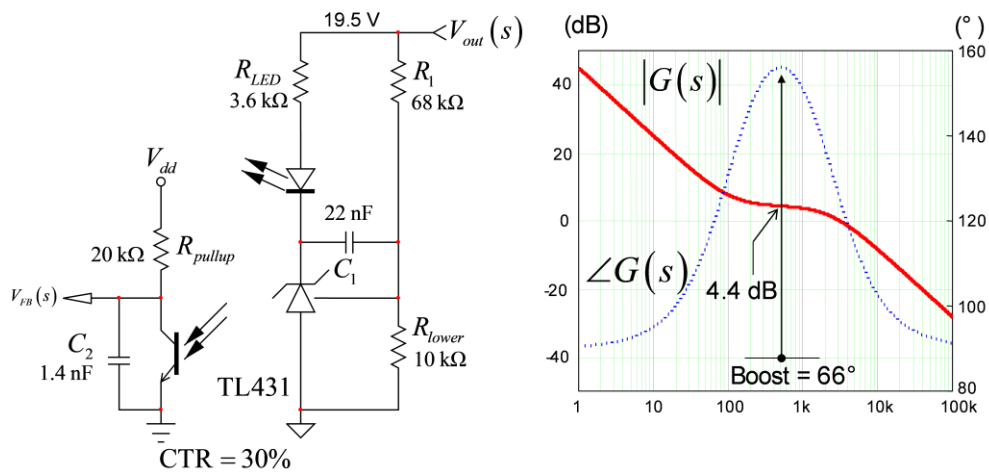 19.5 V
V_out(s)
R_LED
3.6 kΩ
R_1
68 kΩ
V_dd
22 nF
20 kΩ
R_pullup
C_1
V_FB(s)
C_2
1.4 nF
R_lower
10 kΩ
TL431
CTR = 30%
(dB)
(°)
40
20
0
-20
-40
160
140
120
100
80
|G(s)|
∠G(s)
4.4 dB
Boost = 66°
1
10
100
1k
10k
100k